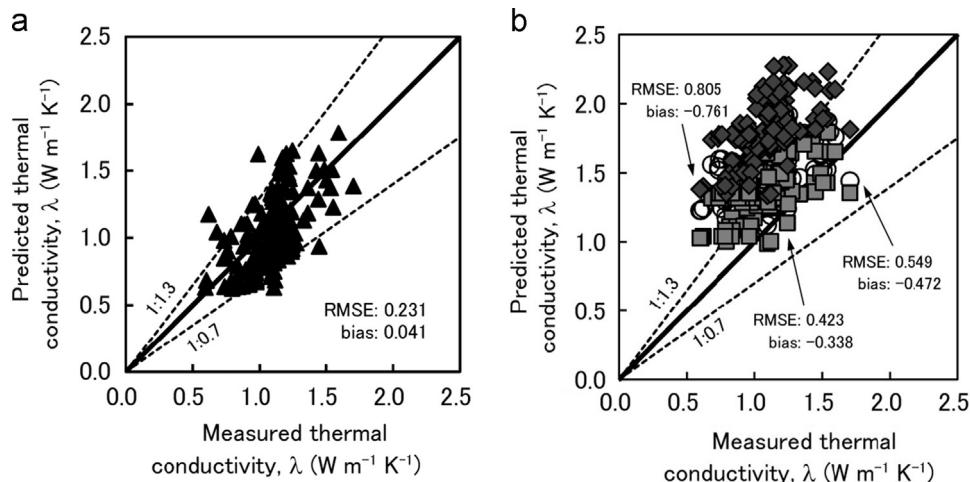 a
2.5
2.0
1.5
1.0
0.5
0.0
0.0 0.5 1.0 1.5 2.0 2.5
Predicted thermal
conductivity, λ (W m⁻¹ K⁻¹)
Measured thermal
conductivity, λ (W m⁻¹ K⁻¹)
1:1.3
1:0.7
RMSE: 0.231
bias: 0.041
b
2.5
2.0
1.5
1.0
0.5
0.0
0.0 0.5 1.0 1.5 2.0 2.5
Predicted thermal
conductivity, λ (W m⁻¹ K⁻¹)
Measured thermal
conductivity, λ (W m⁻¹ K⁻¹)
RMSE: 0.805
bias: −0.761
1:1.3
1:0.7
RMSE: 0.549
bias: −0.472
RMSE: 0.423
bias: −0.338